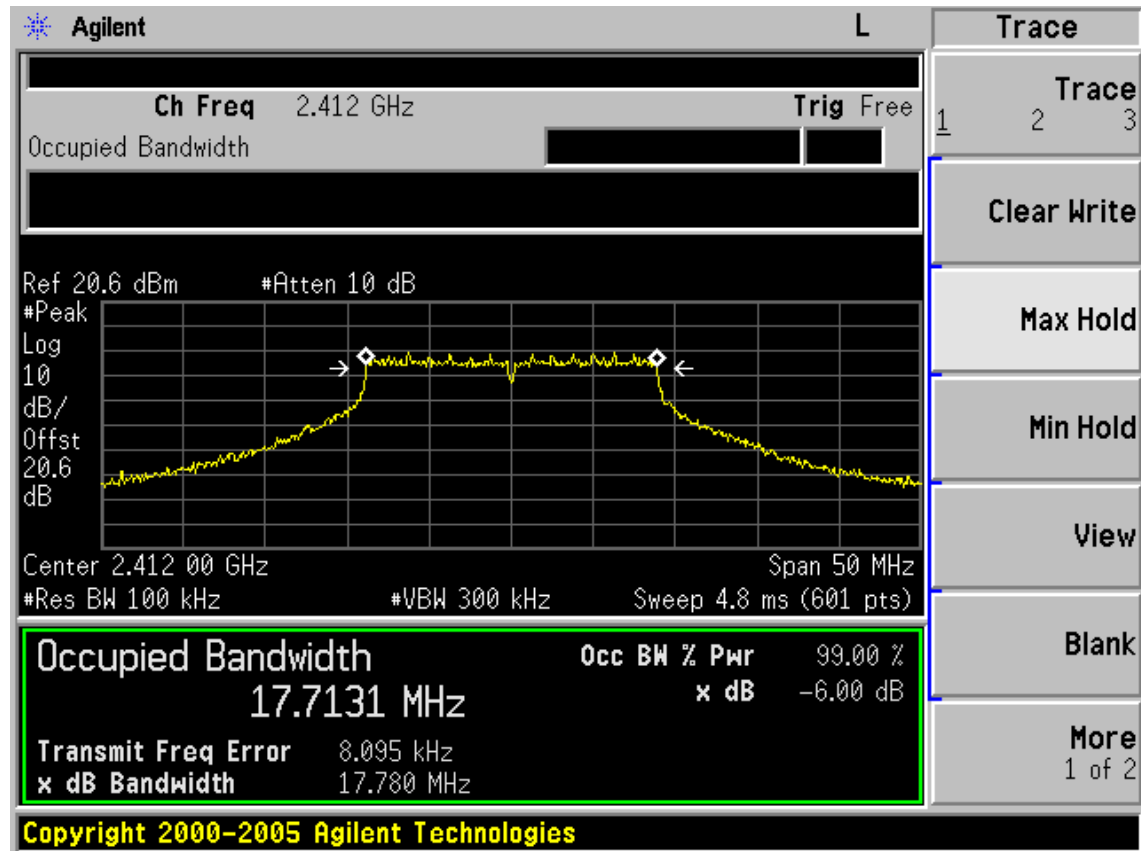 Agilent L Trace
Ch Freq 2.412 GHz Trig Free
Occupied Bandwidth
Trace
1 2 3
Clear Write
Max Hold
Min Hold
View
Blank
More
1 of 2
Ref 20.6 dBm #Atten 10 dB
#Peak
Log
10
dB/
Offst
20.6
dB
Center 2.412 00 GHz Span 50 MHz
#Res BW 100 kHz #VBW 300 kHz Sweep 4.8 ms (601 pts)
Occupied Bandwidth Occ BW % Pwr 99.00 %
17.7131 MHz x dB -6.00 dB
Transmit Freq Error 8.095 kHz
x dB Bandwidth 17.780 MHz
Copyright 2000-2005 Agilent Technologies